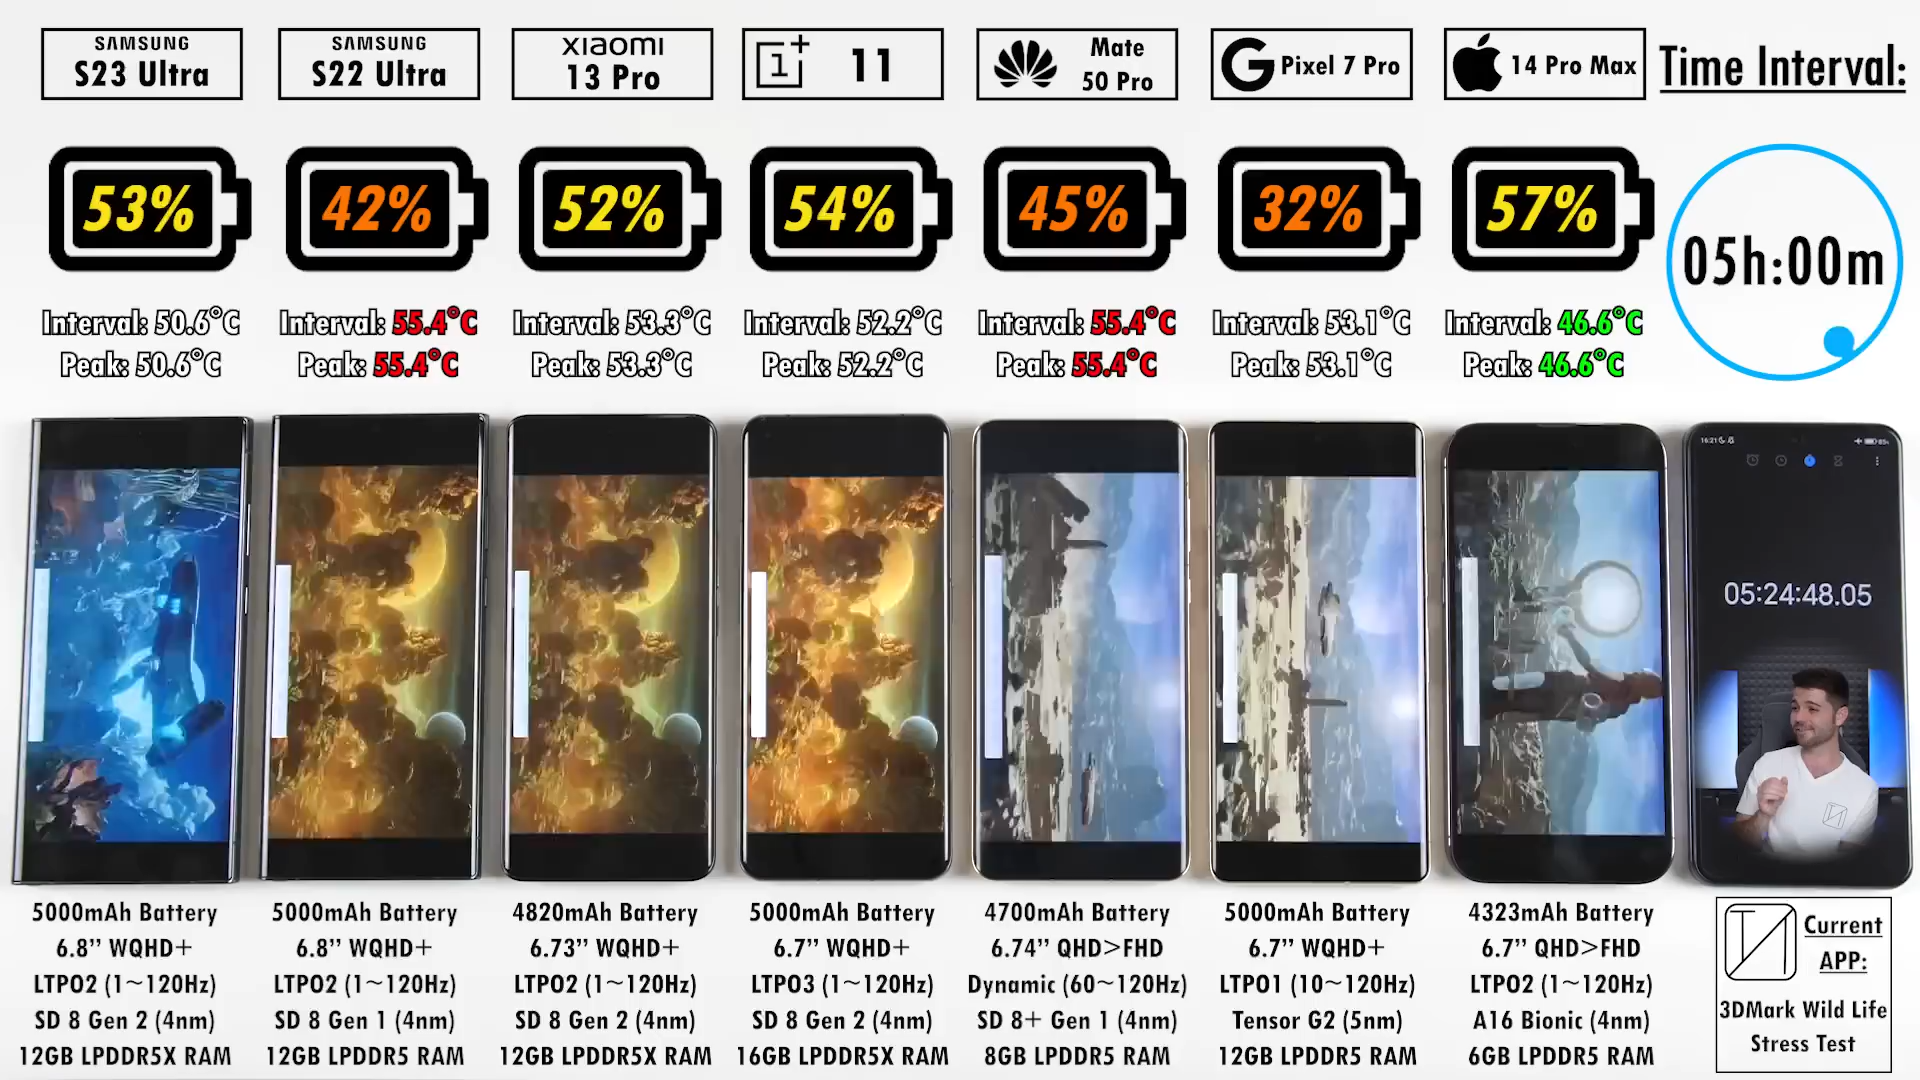 SAMSUNG
S23 Ultra
SAMSUNG
S22 Ultra
xiaomi
13 Pro
1+ 11
Mate
50 Pro
G Pixel 7 Pro
14 Pro Max
Time Interval:
53%
42%
52%
54%
45%
32%
57%
05h:00m
Interval: 50.6°C
Peak: 50.6°C
Interval: 55.4°C
Peak: 55.4°C
Interval: 53.3°C
Peak: 53.3°C
Interval: 52.2°C
Peak: 52.2°C
Interval: 55.4°C
Peak: 55.4°C
Interval: 53.1°C
Peak: 53.1°C
Interval: 46.6°C
Peak: 46.6°C
16:21
05:24:48.05
5000mAh Battery
6.8’’ WQHD+
LTPO2 (1~120Hz)
SD 8 Gen 2 (4nm)
12GB LPDDR5X RAM
5000mAh Battery
6.8’’ WQHD+
LTPO2 (1~120Hz)
SD 8 Gen 1 (4nm)
12GB LPDDR5 RAM
4820mAh Battery
6.73’’ WQHD+
LTPO2 (1~120Hz)
SD 8 Gen 2 (4nm)
12GB LPDDR5X RAM
5000mAh Battery
6.7’’ WQHD+
LTPO3 (1~120Hz)
SD 8 Gen 2 (4nm)
16GB LPDDR5X RAM
4700mAh Battery
6.74’’ QHD>FHD
Dynamic (60~120Hz)
SD 8+ Gen 1 (4nm)
8GB LPDDR5 RAM
5000mAh Battery
6.7’’ WQHD+
LTPO1 (10~120Hz)
Tensor G2 (5nm)
12GB LPDDR5 RAM
4323mAh Battery
6.7’’ QHD>FHD
LTPO2 (1~120Hz)
A16 Bionic (4nm)
6GB LPDDR5 RAM
Current
APP:
3DMark Wild Life
Stress Test